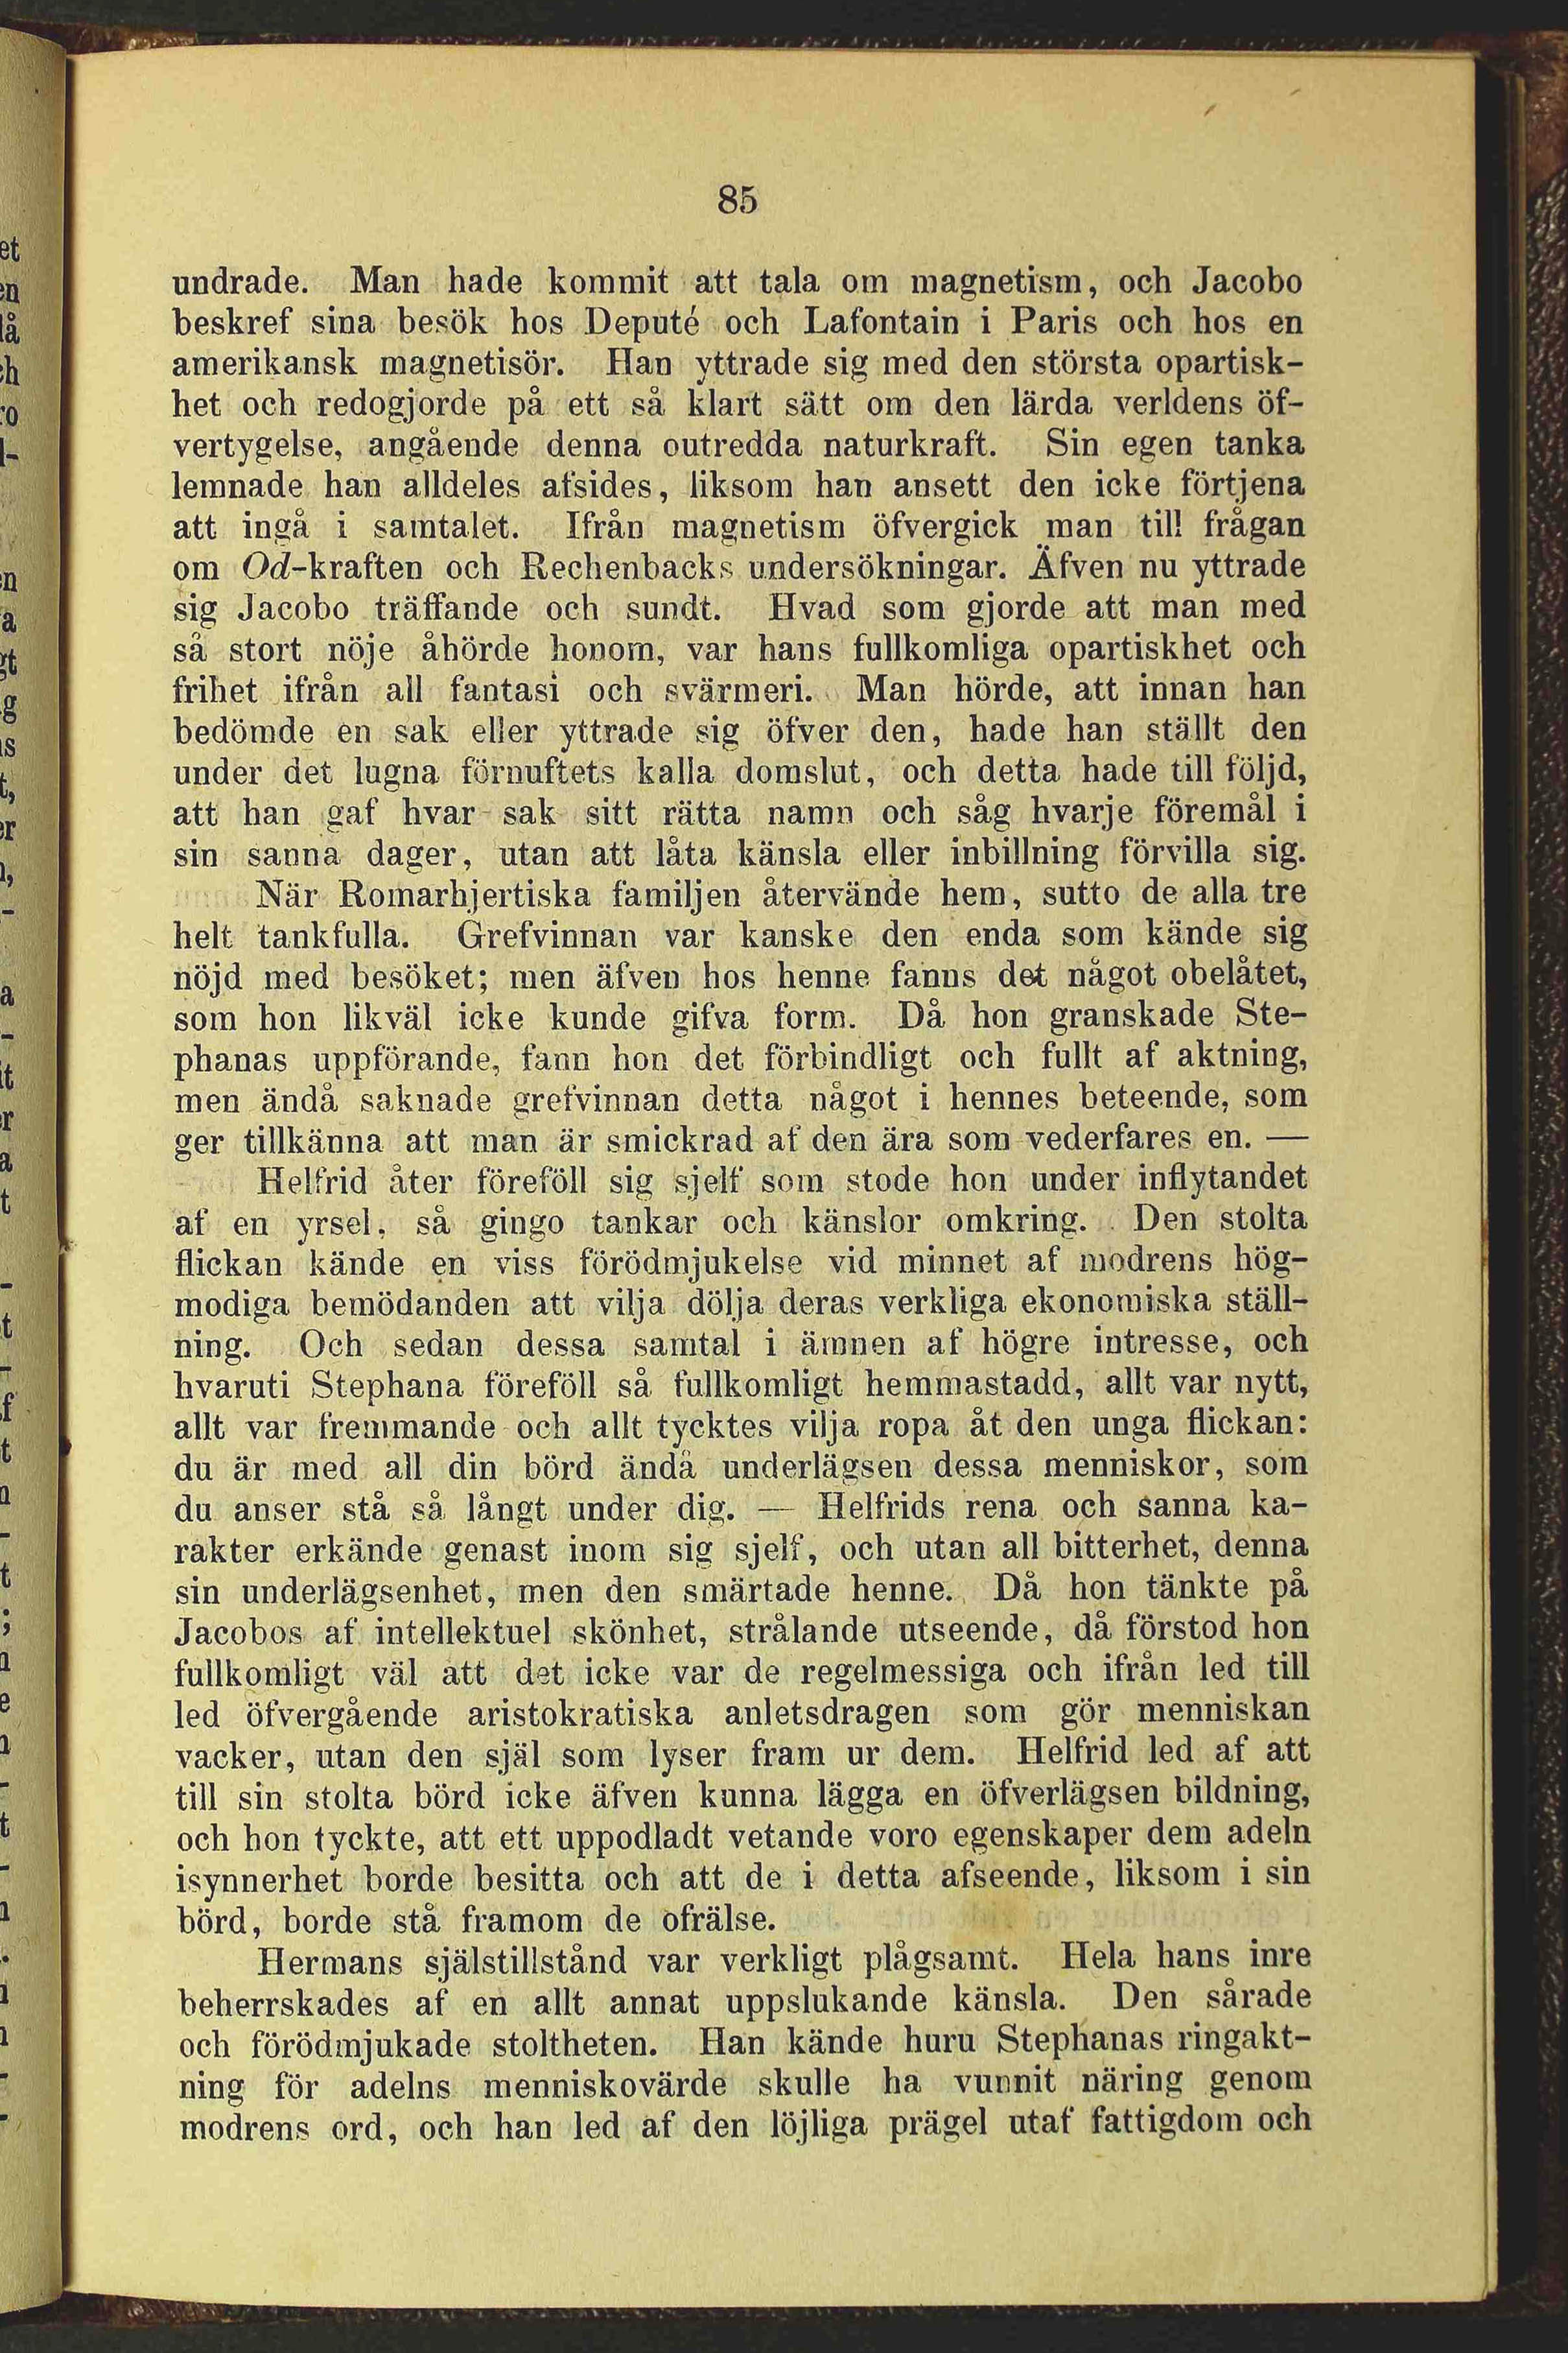 85
undrade. Man hade kommit att tala om magnetism, och Jacobo
beskref sina besök hos Deputé och Lafontain i Paris och hos en
amerikansk magnetisör. Han yttrade sig med den största opartisk-
het och redogjorde på ett så klart sätt om den lärda verldens öf-
vertygelse, angående denna outredda naturkraft. Sin egen tanka
lemnade han alldeles afsides, liksom han ansett den icke förtjena
att ingå i samtalet. Ifrån magnetism öfvergick man till frågan
om Od-kraften och Rechenbacks undersökningar. Äfven nu yttrade
sig Jacobo träffande och sundt. Hvad som gjorde att man med
så stort nöje åhörde honom, var hans fullkomliga opartiskhet och
frihet ifrån all fantasi och svärmeri. Man hörde, att innan han
bedömde en sak eller yttrade sig öfver den, hade han ställt den
under det lugna förnuftets kalla domslut, och detta hade till följd,
att han gaf hvar sak sitt rätta namn och såg hvarje föremål i
sin sanna dager, utan att låta känsla eller inbillning förvilla sig.
När Romarhjertiska familjen återvände hem, sutto de alla tre
helt tankfulla. Grefvinnan var kanske den enda som kände sig
nöjd med besöket; men äfven hos henne fanns det något obelåtet,
som hon likväl icke kunde gifva form. Då hon granskade Ste-
phanas uppförande, fann hon det förbindligt och fullt af aktning,
men ändå saknade grefvinnan detta något i hennes beteende, som
ger tillkänna att man är smickrad af den ära som vederfares en. —
Helfrid åter föreföll sig sjelf som stode hon under inflytandet
af en yrsel, så gingo tankar och känslor omkring. Den stolta
flickan kände en viss förödmjukelse vid minnet af modrens hög-
modiga bemödanden att vilja dölja deras verkliga ekonomiska ställ-
ning. Och sedan dessa samtal i ämnen af högre intresse, och
hvaruti Stephana föreföll så fullkomligt hemmastadd, allt var nytt,
allt var fremmande och allt tycktes vilja ropa åt den unga flickan:
du är med all din börd ändå underlägsen dessa menniskor, som
du anser stå så långt under dig. — Helfrids rena och sanna ka-
rakter erkände genast inom sig sjelf, och utan all bitterhet, denna
sin underlägsenhet, men den smärtade henne. Då hon tänkte på
Jacobos af intellektuel skönhet, strålande utseende, då förstod hon
fullkomligt väl att det icke var de regelmessiga och ifrån led till
led öfvergående aristokratiska anletsdragen som gör menniskan
vacker, utan den själ som lyser fram ur dem. Helfrid led af att
till sin stolta börd icke äfven kunna lägga en öfverlägsen bildning,
och hon tyckte, att ett uppodladt vetande voro egenskaper dem adeln
isynnerhet borde besitta och att de i detta afseende, liksom i sin
börd, borde stå framom de ofrälse.
Hermans själstillstånd var verkligt plågsamt. Hela hans inre
beherrskades af en allt annat uppslukande känsla. Den sårade
och förödmjukade stoltheten. Han kände huru Stephanas ringakt-
ning för adelns menniskovärde skulle ha vunnit näring genom
modrens ord, och han led af den löjliga prägel utaf fattigdom och